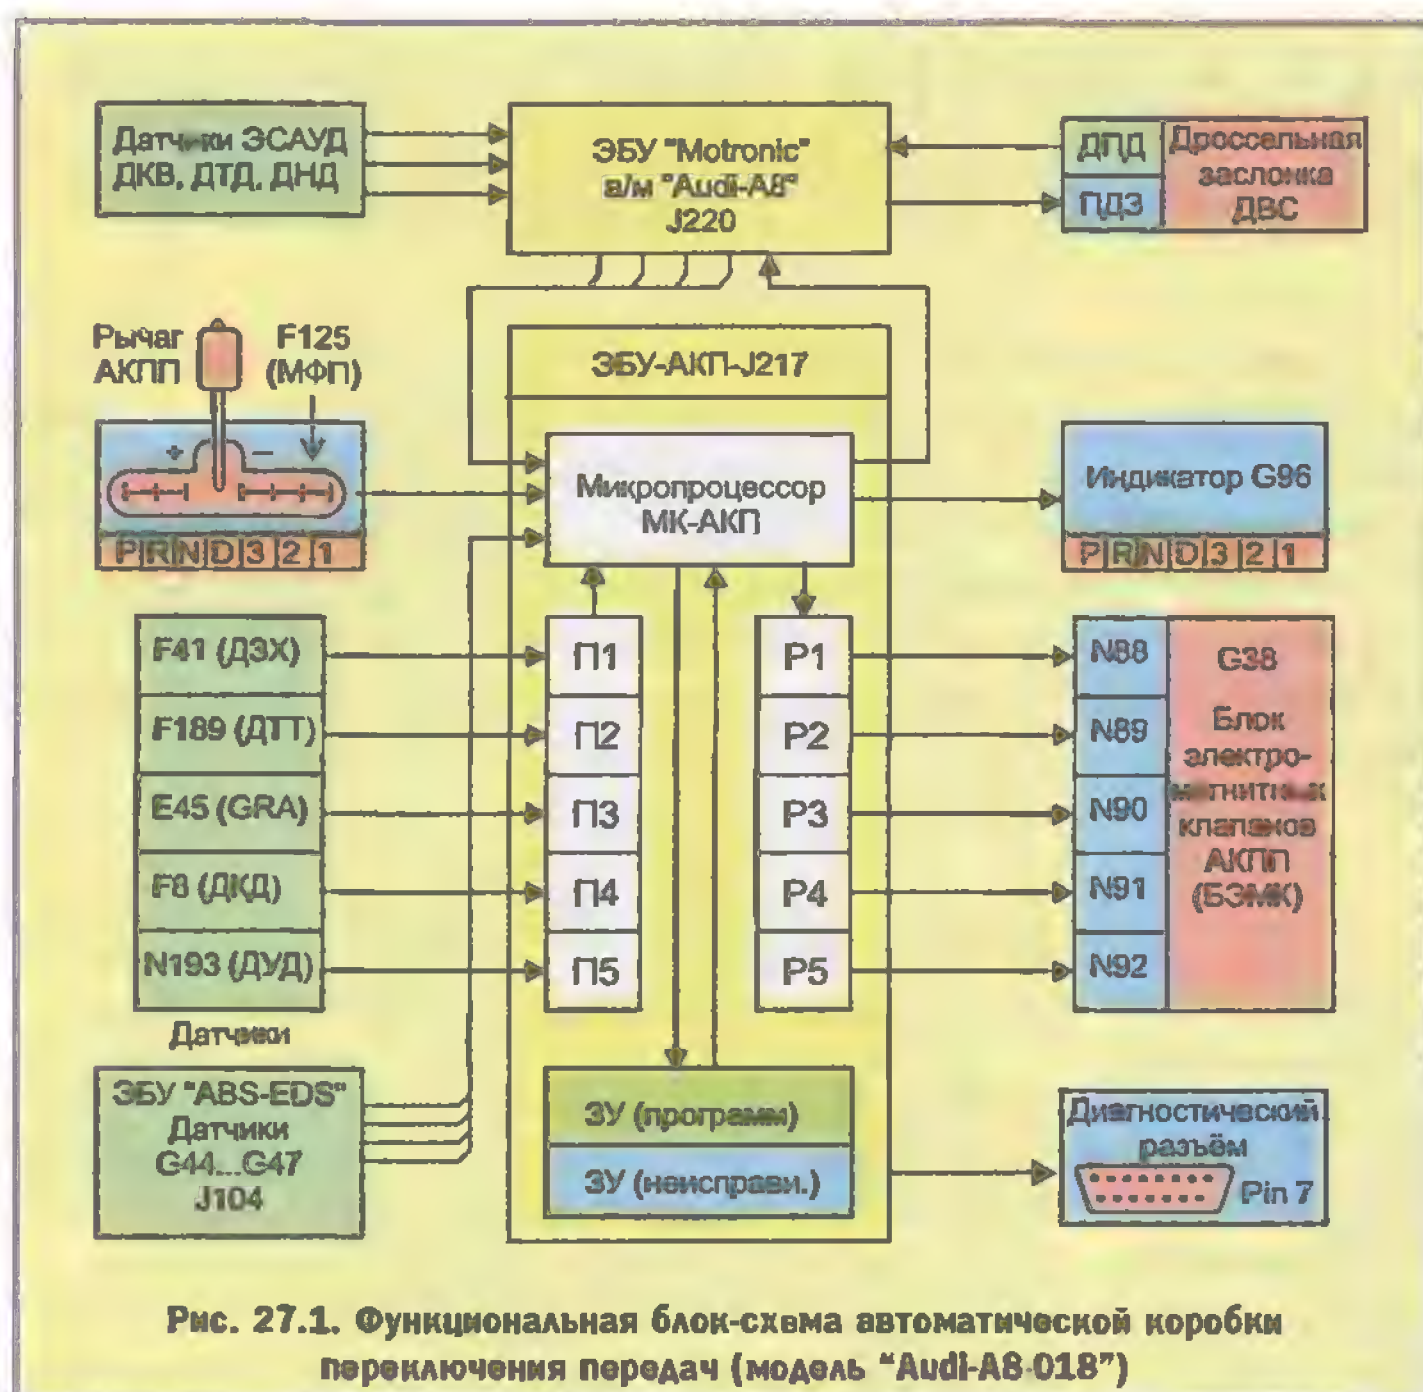 Датчики ЭСАУД
ДКВ, ДТД, ДНД
ЭБУ "Motronic"
а/м "Audi-A8"
J220
ДПД
ПДЗ
Дроссельная
заслонка
ДВС
Рычаг
АКПП
F125
(МФП)
+ −
P|R|N|D|3|2|1
ЭБУ-АКП-J217
Микропроцессор
МК-АКП
Индикатор G96
P|R|N|D|3|2|1
F41 (ДЗХ)
F189 (ДТТ)
E45 (GRA)
F8 (ДКД)
N193 (ДУД)
Датчики
П1
П2
П3
П4
П5
Р1
Р2
Р3
Р4
Р5
N88
N89
N90
N91
N92
G38
Блок
электро-
магнитных
клапанов
АКПП
(БЭМК)
ЭБУ "ABS-EDS"
Датчики
G44...G47
J104
ЗУ (программ)
ЗУ (неисправн.)
Диагностический
разъём
Pin 7
Рис. 27.1. Функциональная блок-схема автоматической коробки
переключения передач (модель "Audi-A8-018")